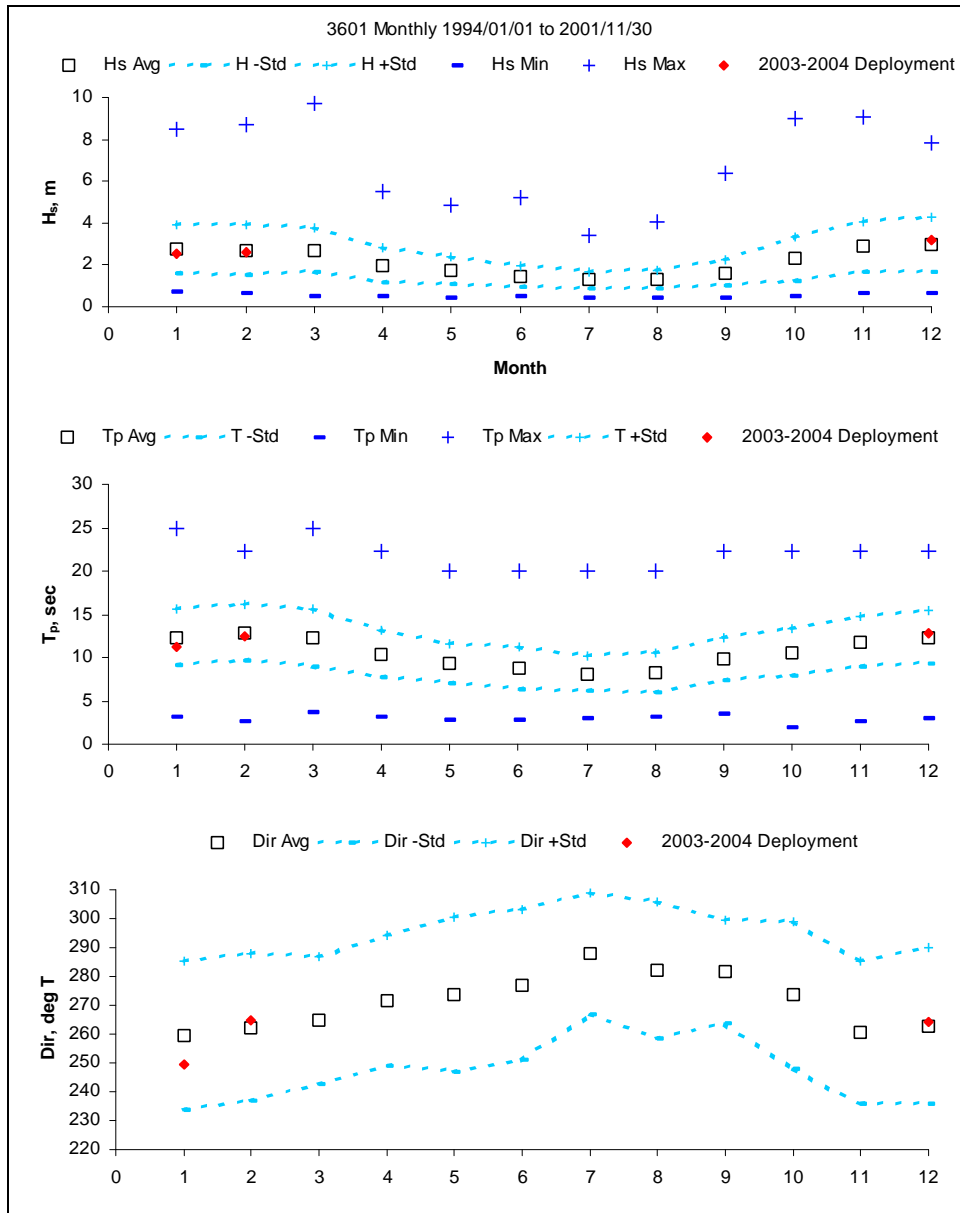 3601 Monthly 1994/01/01 to 2001/11/30
Hs Avg H -Std H +Std Hs Min Hs Max 2003-2004 Deployment
10
8
6
4
2
0
Hs, m
0 1 2 3 4 5 6 7 8 9 10 11 12
Month
Tp Avg T -Std Tp Min Tp Max T +Std 2003-2004 Deployment
30
25
20
15
10
5
0
Tp, sec
0 1 2 3 4 5 6 7 8 9 10 11 12
Dir Avg Dir -Std Dir +Std 2003-2004 Deployment
310
300
290
280
270
260
250
240
230
220
Dir, deg T
0 1 2 3 4 5 6 7 8 9 10 11 12